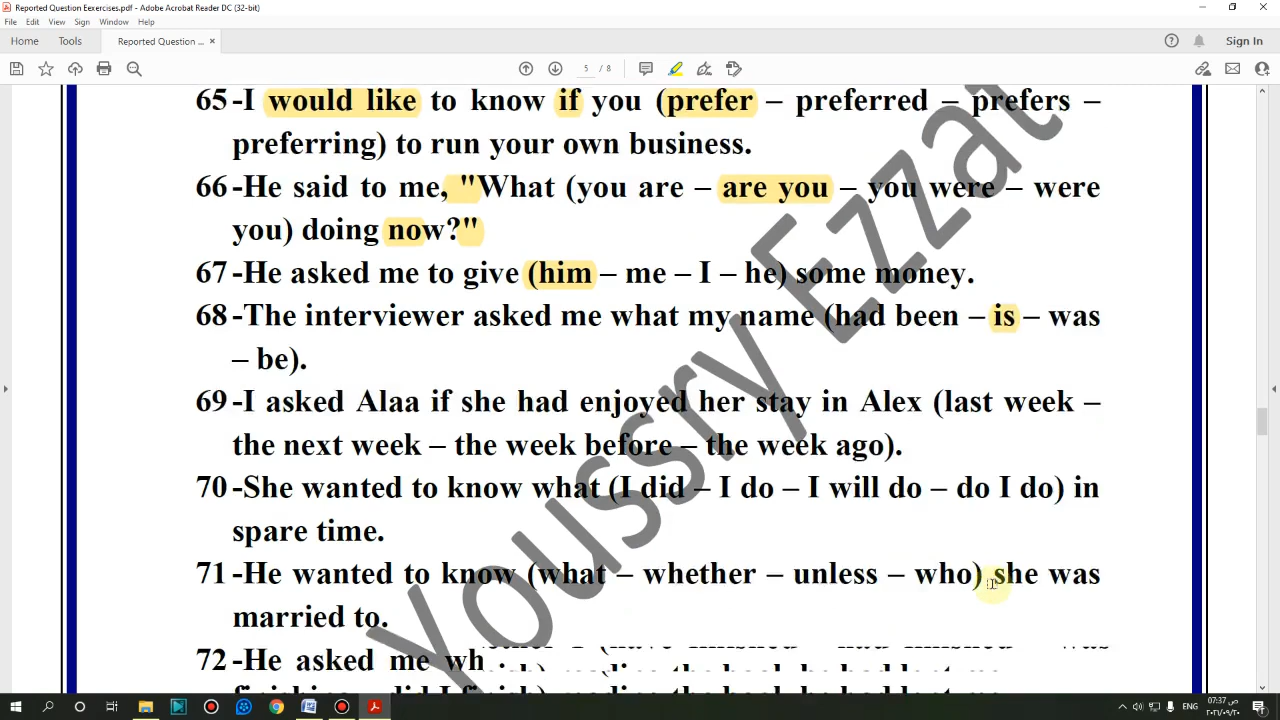 Reported Question Eexercises.pdf - Adobe Acrobat Reader DC (32-bit)
File Edit View Sign Window Help
Home Tools Reported Question ... × Sign In
5 / 8
65-I would like to know if you (prefer – preferred – prefers –
preferring) to run your own business.
66-He said to me, "What (you are – are you – you were – were
you) doing now?"
67-He asked me to give (him – me – I – he) some money.
68-The interviewer asked me what my name (had been – is – was
– be).
69-I asked Alaa if she had enjoyed her stay in Alex (last week –
the next week – the week before – the week ago).
70-She wanted to know what (I did – I do – I will do – do I do) in
spare time.
71-He wanted to know (what – whether – unless – who) she was
married to.
72-He asked me wh
Youssry Ezzat
ENG
07:37 ص